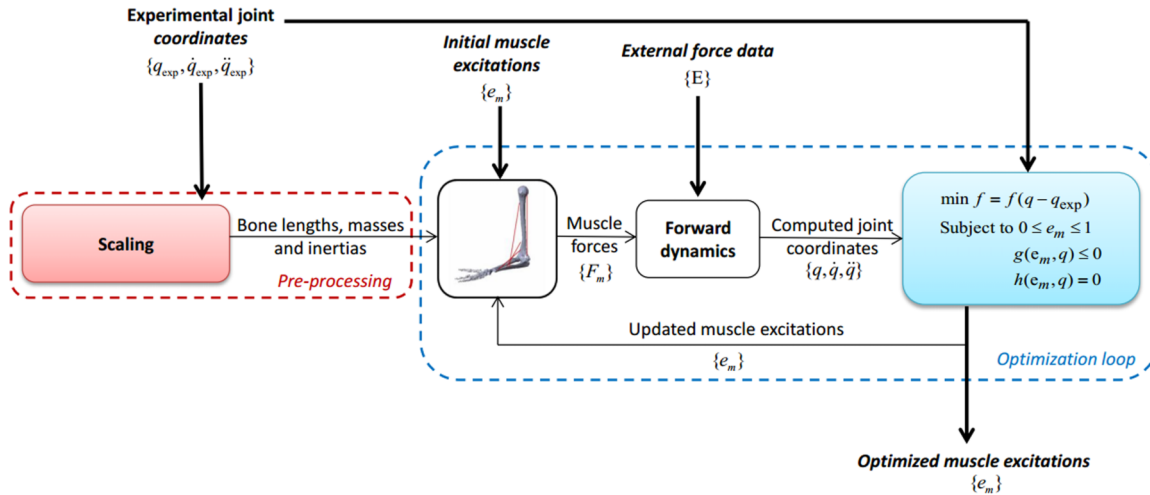 Experimental joint
coordinates
{q_exp, q̇_exp, q̈_exp}
Initial muscle
excitations
{e_m}
External force data
{E}
Scaling
Bone lengths, masses
and inertias
Pre-processing
Muscle
forces
{F_m}
Forward
dynamics
Computed joint
coordinates
{q, q̇, q̈}
min f = f(q − q_exp)
Subject to 0 ≤ e_m ≤ 1
g(e_m, q) ≤ 0
h(e_m, q) = 0
Updated muscle excitations
{e_m}
Optimization loop
Optimized muscle excitations
{e_m}